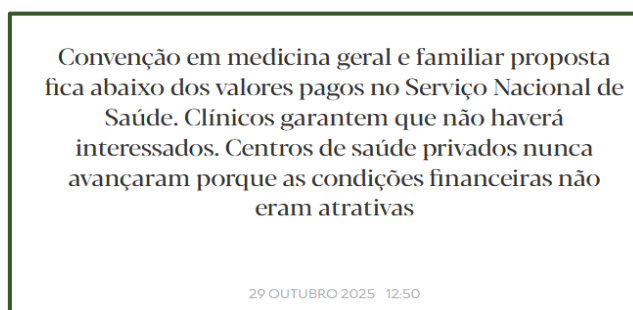 Convenção em medicina geral e familiar proposta
fica abaixo dos valores pagos no Serviço Nacional de
Saúde. Clínicos garantem que não haverá
interessados. Centros de saúde privados nunca
avançaram porque as condições financeiras não
eram atrativas
29 OUTUBRO 2025 12:50